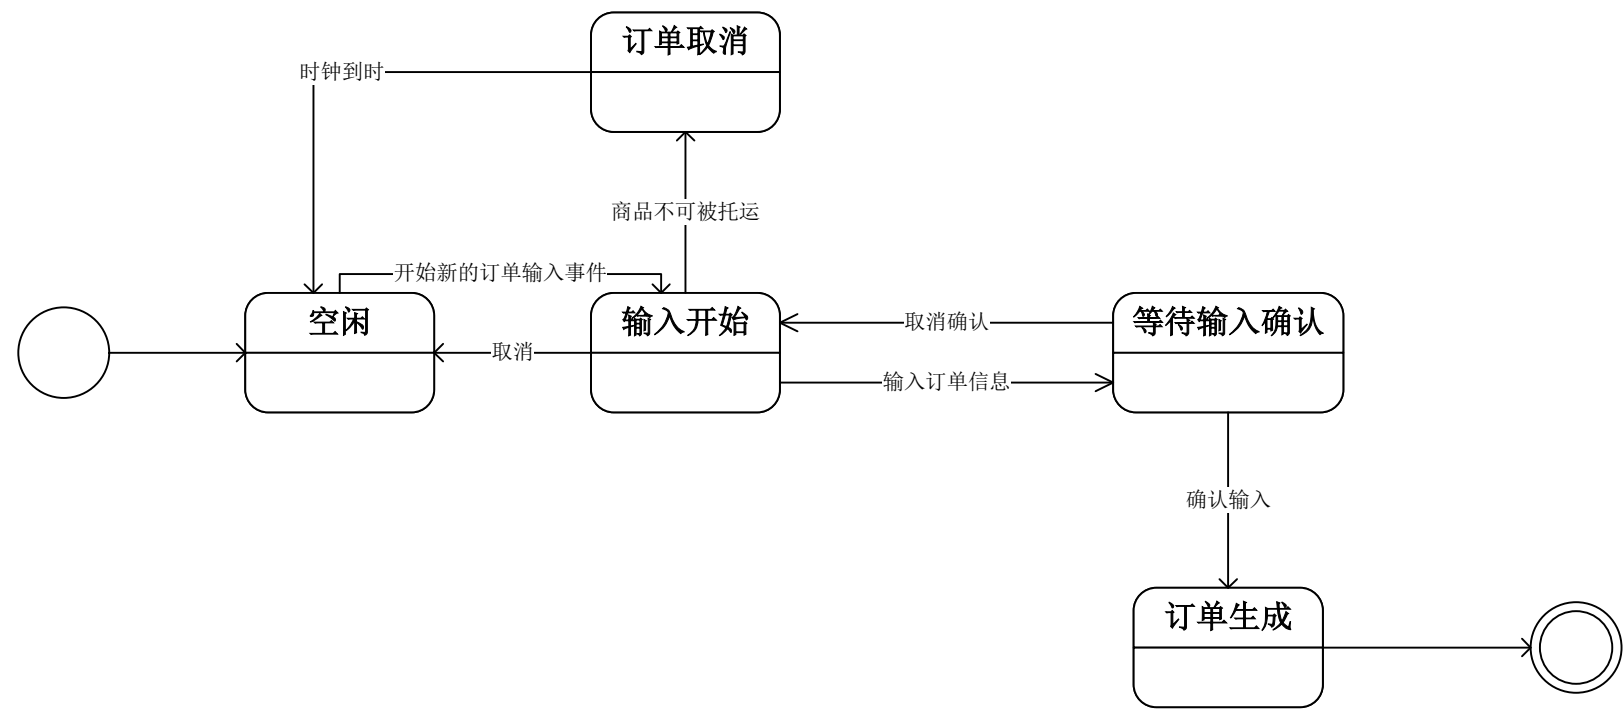 订单取消
时钟到时
商品不可被托运
开始新的订单输入事件
空闲
输入开始
等待输入确认
取消确认
取消
输入订单信息
确认输入
订单生成